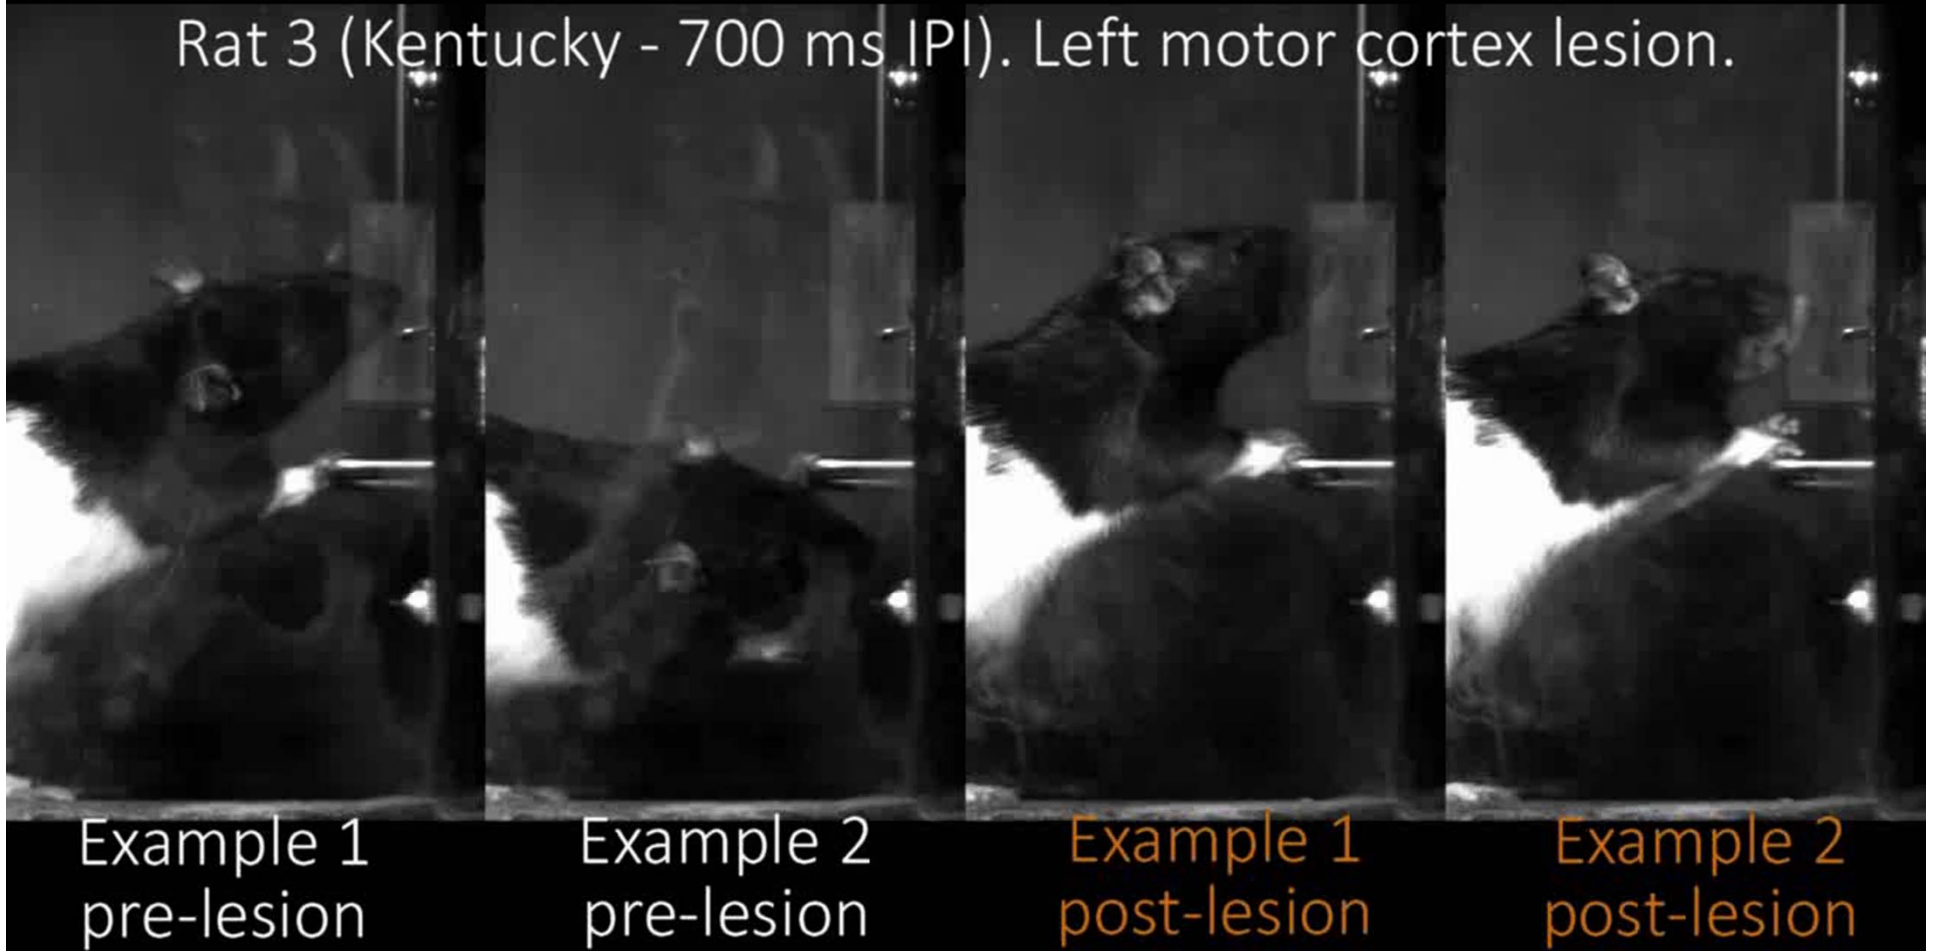 Rat 3 (Kentucky - 700 ms IPI). Left motor cortex lesion.
Example 1
pre-lesion
Example 2
pre-lesion
Example 1
post-lesion
Example 2
post-lesion